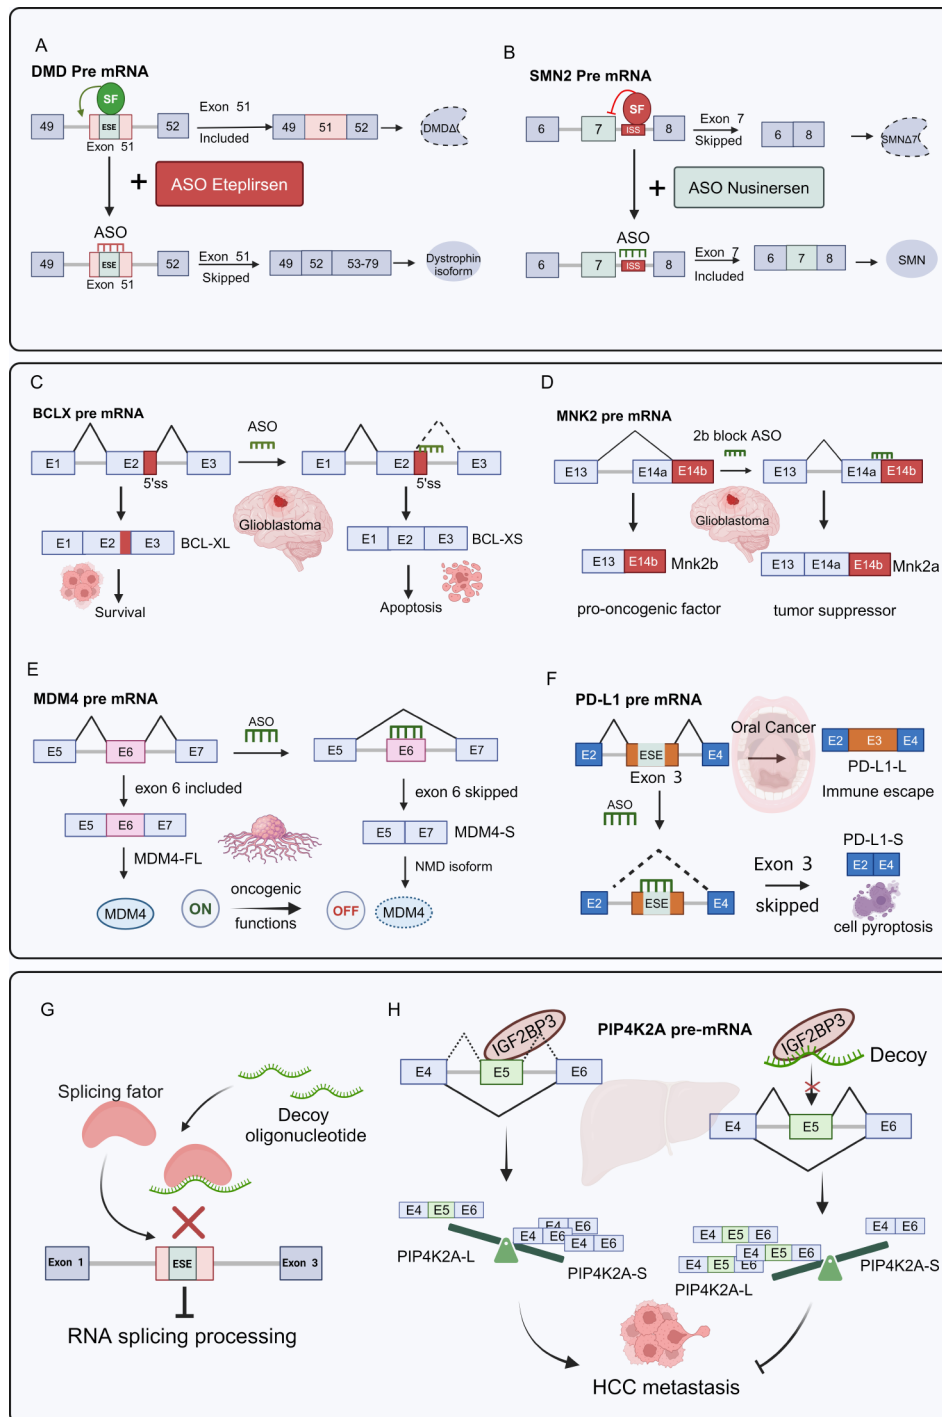 A
DMD Pre mRNA
SF
49
ESE
52
Exon 51
Exon 51
Included
49 51 52
DMDΔ
+
ASO Eteplirsen
ASO
49
ESE
52
Exon 51
Exon 51
Skipped
49 52 53-79
Dystrophin
isoform
B
SMN2 Pre mRNA
SF
6
7
ISS
8
Exon 7
Skipped
6 8
SMNΔ7
+
ASO Nusinersen
ASO
6
7
ISS
8
Exon 7
Included
6 7 8
SMN
C
BCLX pre mRNA
E1
E2
E3
5'ss
ASO
E1
E2
E3
5'ss
Glioblastoma
E1 E2 E3
BCL-XL
Survival
E1 E2 E3
BCL-XS
Apoptosis
D
MNK2 pre mRNA
E13
E14a E14b
2b block ASO
E13
E14a E14b
Glioblastoma
E13 E14b
Mnk2b
pro-oncogenic factor
E13 E14a E14b
Mnk2a
tumor suppressor
E
MDM4 pre mRNA
E5
E6
E7
ASO
E5
E6
E7
exon 6 included
E5 E6 E7
MDM4-FL
MDM4
exon 6 skipped
E5 E7
MDM4-S
NMD isoform
ON
oncogenic
functions
OFF
MDM4
F
PD-L1 pre mRNA
E2
ESE
E4
Exon 3
Oral Cancer
E2 E3 E4
PD-L1-L
Immune escape
ASO
E2
ESE
E4
Exon 3
skipped
PD-L1-S
E2 E4
cell pyroptosis
G
Splicing fator
Decoy
oligonucleotide
Exon 1
ESE
Exon 3
RNA splicing processing
H
PIP4K2A pre-mRNA
IGF2BP3
E4
E5
E6
IGF2BP3
Decoy
E4
E5
E6
E4 E5 E6
PIP4K2A-L
E4 E6
E4 E6
E4 E6
PIP4K2A-S
E4 E5 E6
E4 E5 E6
E4 E5 E6
PIP4K2A-L
E4 E6
PIP4K2A-S
HCC metastasis